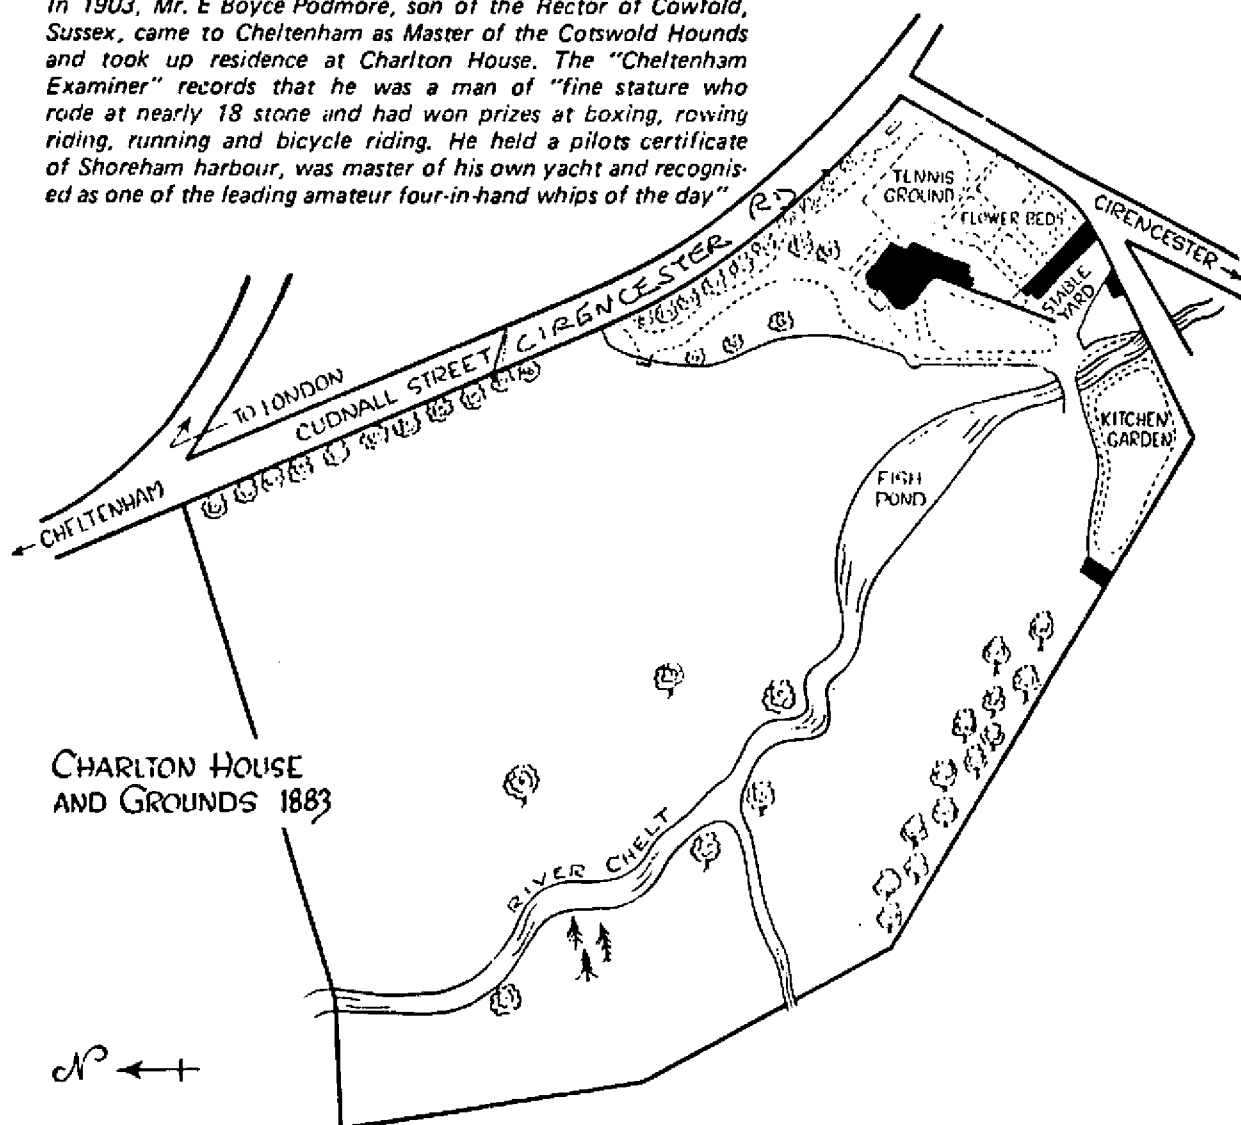 In 1903, Mr. E Boyce Podmore, son of the Rector of Cowfold,
Sussex, came to Cheltenham as Master of the Cotswold Hounds
and took up residence at Charlton House. The "Cheltenham
Examiner" records that he was a man of "fine stature who
rode at nearly 18 stone and had won prizes at boxing, rowing
riding, running and bicycle riding. He held a pilots certificate
of Shoreham harbour, was master of his own yacht and recognis-
ed as one of the leading amateur four-in-hand whips of the day"
TENNIS
GROUND
FLOWER BEDS
CIRENCESTER
STABLE
YARD
CIRENCESTER RD
CUDNALL STREET
TO LONDON
CHELTENHAM
KITCHEN
GARDEN
FISH
POND
CHARLTON HOUSE
AND GROUNDS 1883
RIVER CHELT
N